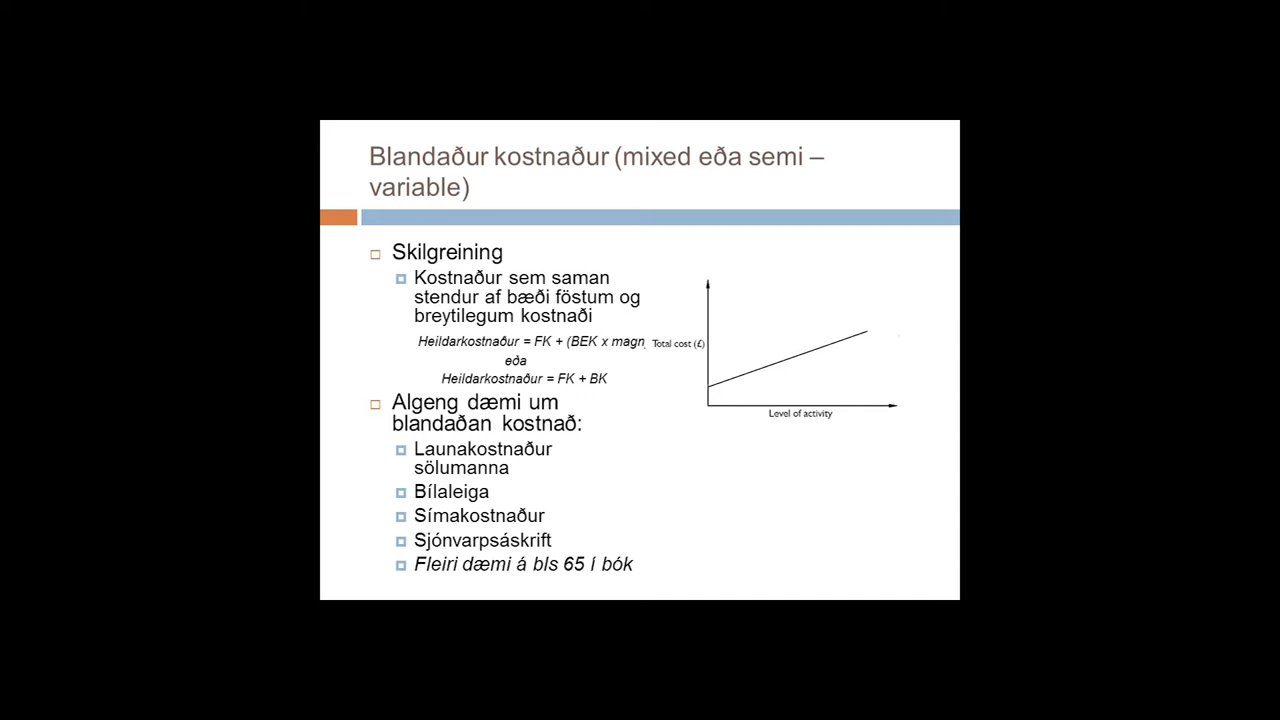 Blandaður kostnaður (mixed eða semi –
variable)
Skilgreining
Kostnaður sem saman
stendur af bæði föstum og
breytilegum kostnaði
Heildarkostnaður = FK + (BEK x magn
eða
Heildarkostnaður = FK + BK
Algeng dæmi um
blandaðan kostnað:
Launakostnaður
sölumanna
Bílaleiga
Símakostnaður
Sjónvarpsáskrift
Fleiri dæmi á bls 65 í bók
Total cost (£)
Level of activity